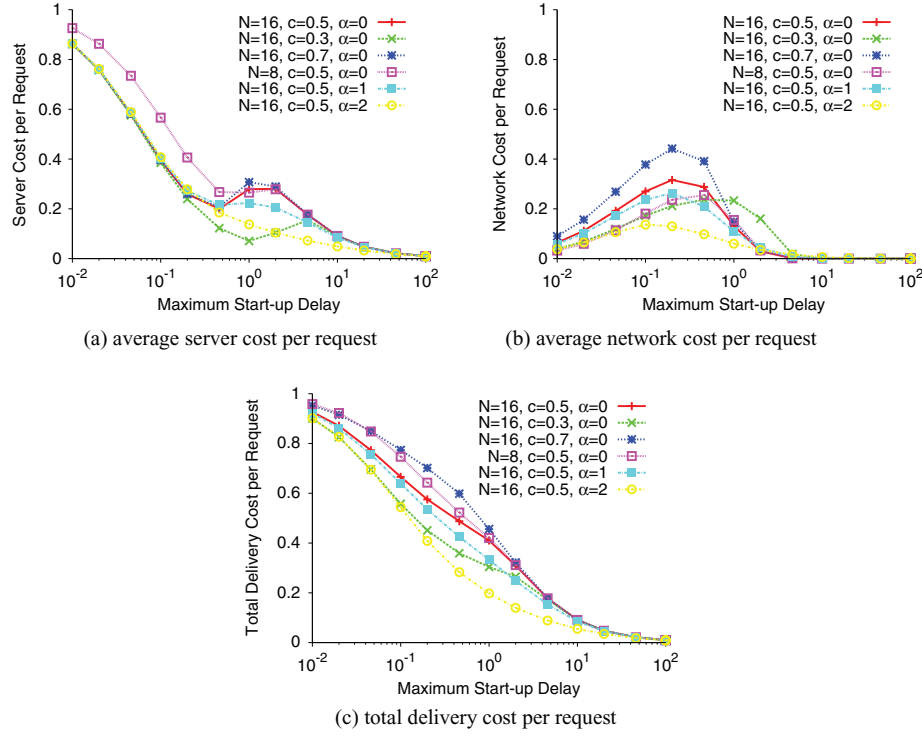 Server Cost per Request
1
0.8
0.6
0.4
0.2
0
10^-2
10^-1
10^0
10^1
10^2
Maximum Start-up Delay
N=16, c=0.5, α=0
N=16, c=0.3, α=0
N=16, c=0.7, α=0
N=8, c=0.5, α=0
N=16, c=0.5, α=1
N=16, c=0.5, α=2
(a) average server cost per request
Network Cost per Request
1
0.8
0.6
0.4
0.2
0
10^-2
10^-1
10^0
10^1
10^2
Maximum Start-up Delay
N=16, c=0.5, α=0
N=16, c=0.3, α=0
N=16, c=0.7, α=0
N=8, c=0.5, α=0
N=16, c=0.5, α=1
N=16, c=0.5, α=2
(b) average network cost per request
Total Delivery Cost per Request
1
0.8
0.6
0.4
0.2
0
10^-2
10^-1
10^0
10^1
10^2
Maximum Start-up Delay
N=16, c=0.5, α=0
N=16, c=0.3, α=0
N=16, c=0.7, α=0
N=8, c=0.5, α=0
N=16, c=0.5, α=1
N=16, c=0.5, α=2
(c) total delivery cost per request